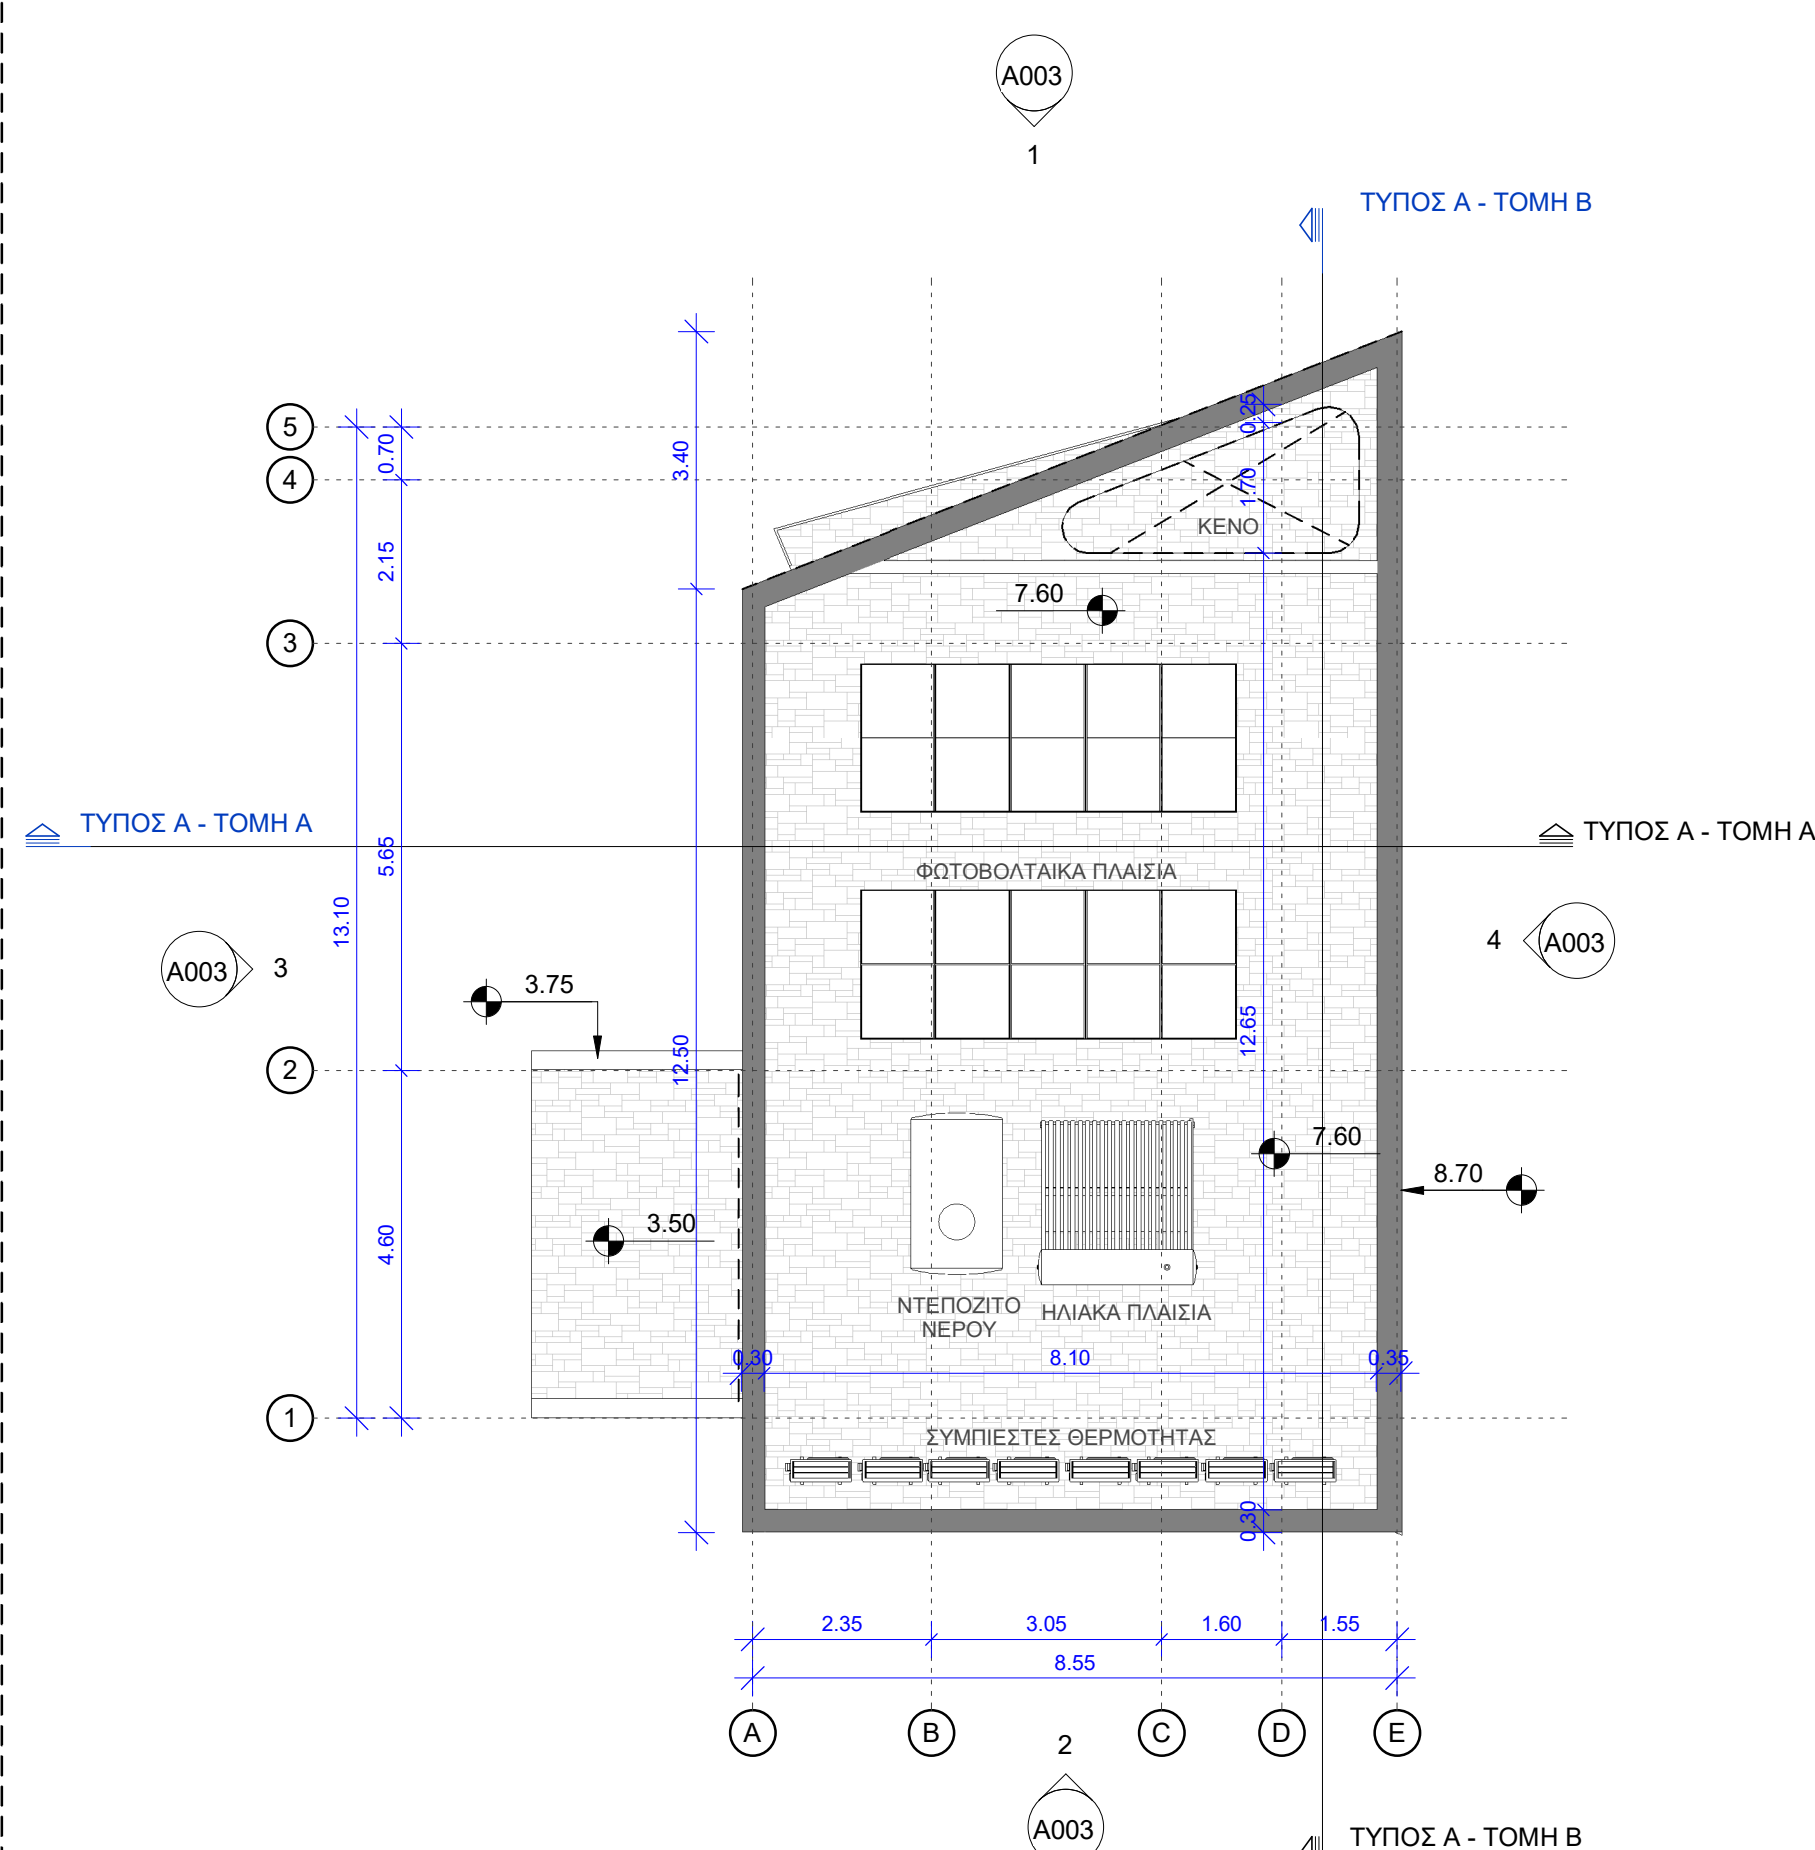 A003
1
ΤΥΠΟΣ Α - ΤΟΜΗ Β
5
0.70
4
3.40
0.25
1.70
ΚΕΝΟ
2.15
7.60
3
ΤΥΠΟΣ Α - ΤΟΜΗ Α
ΤΥΠΟΣ Α - ΤΟΜΗ Α
5.65
ΦΩΤΟΒΟΛΤΑΙΚΑ ΠΛΑΙΣΙΑ
13.10
A003
3
4
A003
3.75
12.50
12.65
2
7.60
8.70
3.50
4.60
ΝΤΕΠΟΖΙΤΟ
ΝΕΡΟΥ
ΗΛΙΑΚΑ ΠΛΑΙΣΙΑ
0.30
8.10
0.35
1
ΣΥΜΠΙΕΣΤΕΣ ΘΕΡΜΟΤΗΤΑΣ
0.30
2.35
3.05
1.60
1.55
8.55
A
B
C
D
E
2
A003
ΤΥΠΟΣ Α - ΤΟΜΗ Β